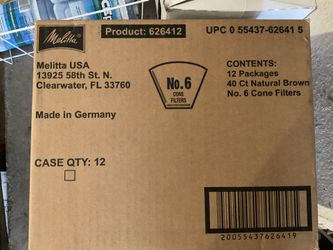 Melitta
Product: 626412
UPC 0 55437-62641 5
Melitta USA
13925 58th St. N.
Clearwater, FL 33760
No. 6
CONE
FILTERS
CONTENTS:
12 Packages
40 Ct Natural Brown
No. 6 Cone Filters
Made in Germany
CASE QTY: 12
20055437626419